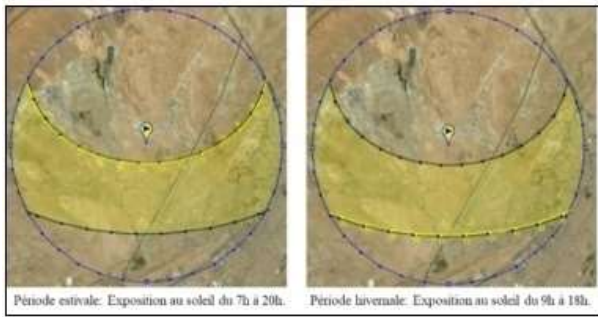 Période estivale: Exposition au soleil du 7h à 20h.
Période hivernale: Exposition au soleil du 9h à 18h.